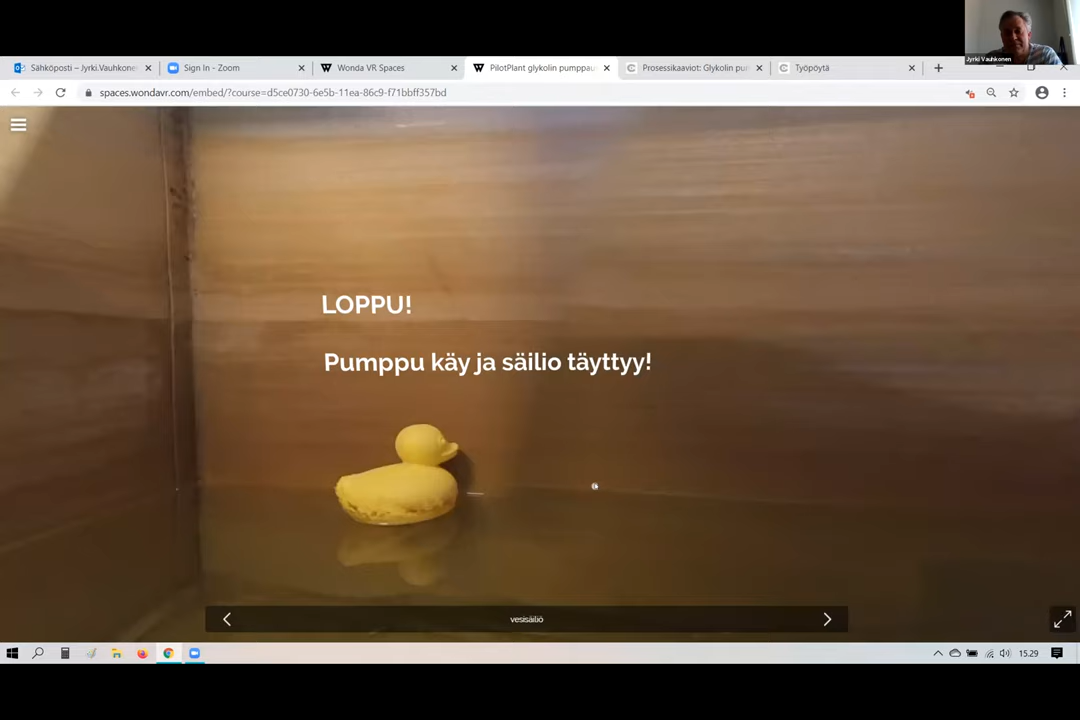 Jyrki Vauhkonen
Sähköposti – Jyrki.Vauhkone
Sign In - Zoom
Wonda VR Spaces
PilotPlant glykolin pumppau
Prosessikaaviot: Glykolin pu
Työpöytä
spaces.wondavr.com/embed/?course=d5ce0730-6e5b-11ea-86c9-f71bbff357bd
LOPPU!
Pumppu käy ja säilio täyttyy!
vesisäiliö
15.29